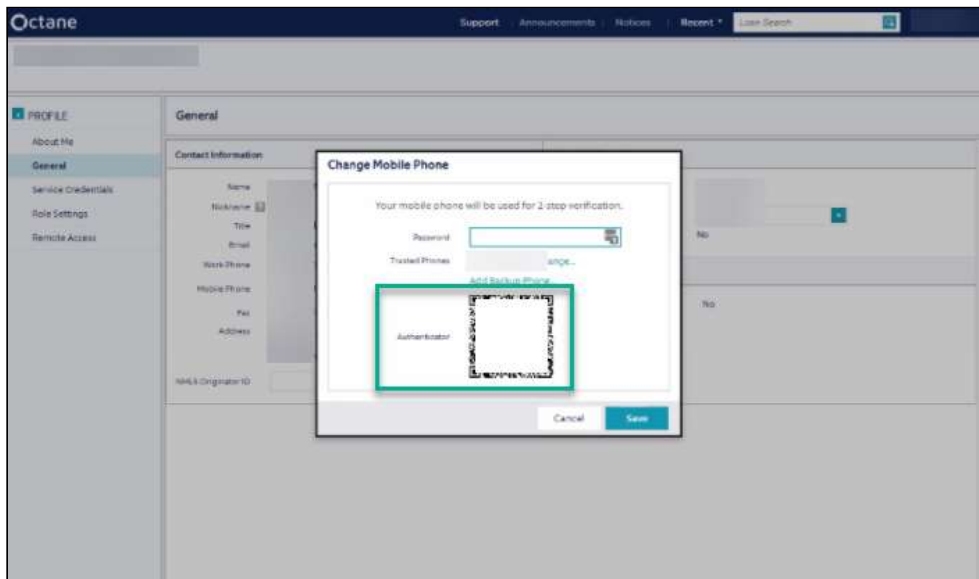 Octane
Support Announcements Notices Recent Loan Search
PROFILE
General
About Me
General
Service Credentials
Role Settings
Remote Access
Contact Information
Name
Nickname
Title
Email
Work Phone
Mobile Phone
Fax
Address
NMLS Originator ID
Change Mobile Phone
Your mobile phone will be used for 2-step verification.
Password
Trusted Phones ange...
Add Backup Phone
Authenticator
Cancel Save
No
No